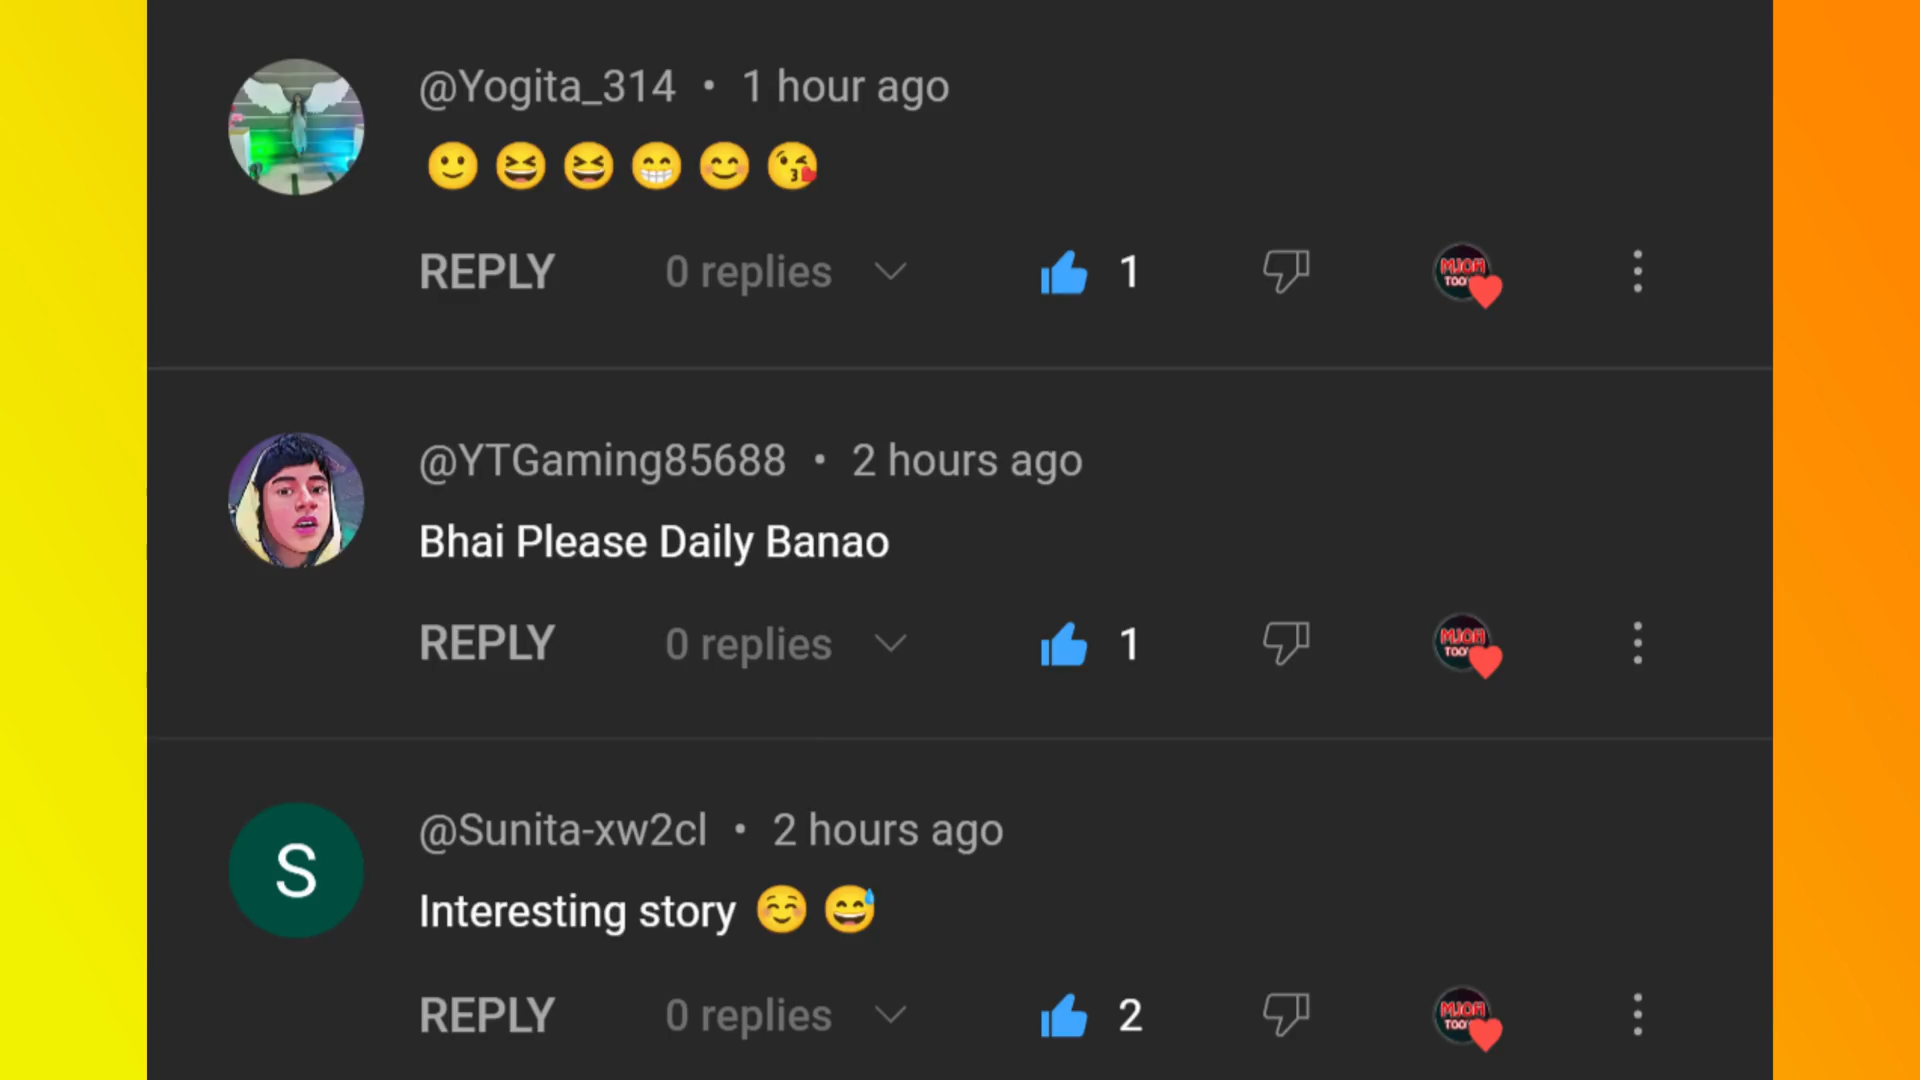 @Yogita_314 • 1 hour ago
🙂😆😆😁😊😘
REPLY 0 replies 1
@YTGaming85688 • 2 hours ago
Bhai Please Daily Banao
REPLY 0 replies 1
S
@Sunita-xw2cl • 2 hours ago
Interesting story ☺️😅
REPLY 0 replies 2